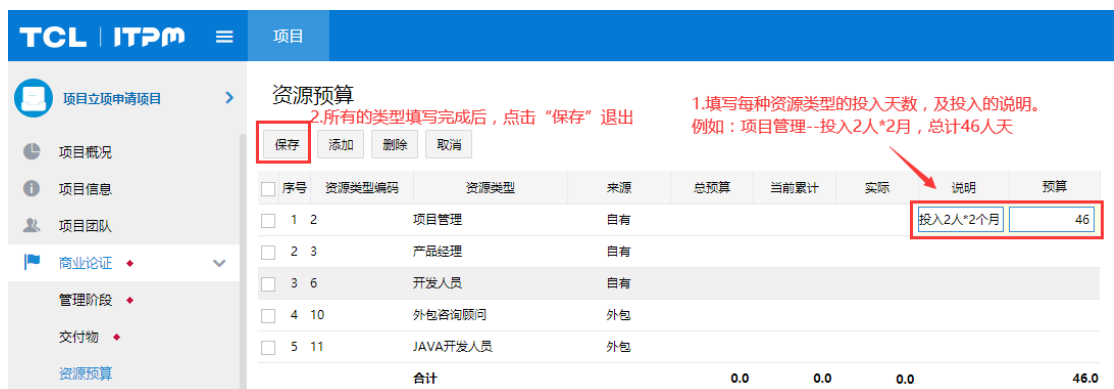 TCL ITPM 项目
项目立项申请项目
项目概况
项目信息
项目团队
商业论证
管理阶段
交付物
资源预算
资源预算
2.所有的类型填写完成后，点击“保存”退出
1.填写每种资源类型的投入天数，及投入的说明。
例如：项目管理--投入2人*2月，总计46人天
保存 添加 删除 取消
序号 资源类型编码 资源类型 来源 总预算 当前累计 实际 说明 预算
1 2 项目管理 自有 投入2人*2个月 46
2 3 产品经理 自有
3 6 开发人员 自有
4 10 外包咨询顾问 外包
5 11 JAVA开发人员 外包
合计 0.0 0.0 0.0 46.0